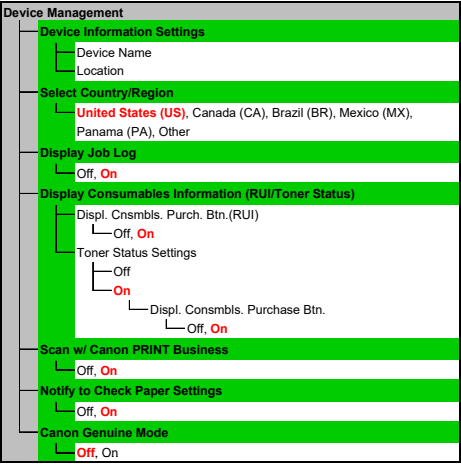 Device Management
Device Information Settings
Device Name
Location
Select Country/Region
United States (US), Canada (CA), Brazil (BR), Mexico (MX),
Panama (PA), Other
Display Job Log
Off, On
Display Consumables Information (RUI/Toner Status)
Displ. Cnsmbls. Purch. Btn.(RUI)
Off, On
Toner Status Settings
Off
On
Displ. Consmbls. Purchase Btn.
Off, On
Scan w/ Canon PRINT Business
Off, On
Notify to Check Paper Settings
Off, On
Canon Genuine Mode
Off, On